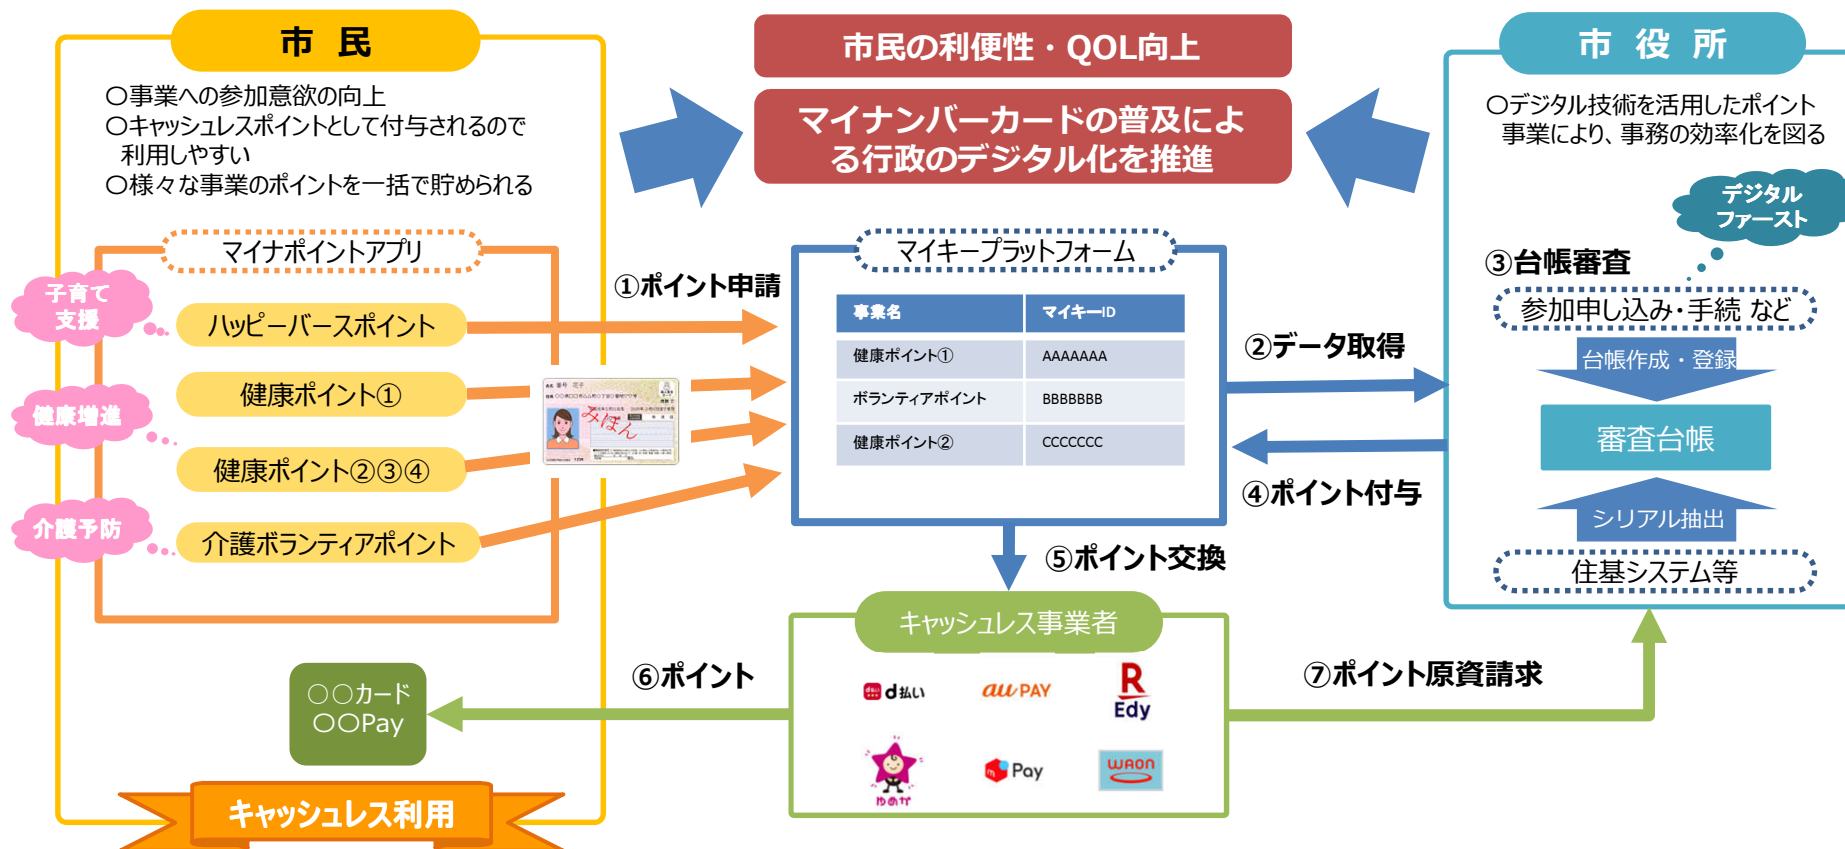 市 民
〇事業への参加意欲の向上
〇キャッシュレスポイントとして付与されるので
利用しやすい
〇様々な事業のポイントを一括で貯められる
市民の利便性・QOL向上
マイナンバーカードの普及によ
る行政のデジタル化を推進
市 役 所
〇デジタル技術を活用したポイント
事業により、事務の効率化を図る
デジタル
ファースト
マイナポイントアプリ
子育て
支援
ハッピーバースポイント
健康増進
健康ポイント①
健康ポイント②③④
介護予防
介護ボランティアポイント
みほん
①ポイント申請
マイキープラットフォーム
事業名 マイキーID
健康ポイント① AAAAAAA
ボランティアポイント BBBBBBB
健康ポイント② CCCCCCC
②データ取得
③台帳審査
参加申し込み・手続 など
台帳作成・登録
審査台帳
シリアル抽出
住基システム等
④ポイント付与
⑤ポイント交換
キャッシュレス事業者
d払い d払い
au PAY
R
Edy
ゆめか
m Pay
WAON
⑥ポイント
⑦ポイント原資請求
〇〇カード
〇〇Pay
キャッシュレス利用